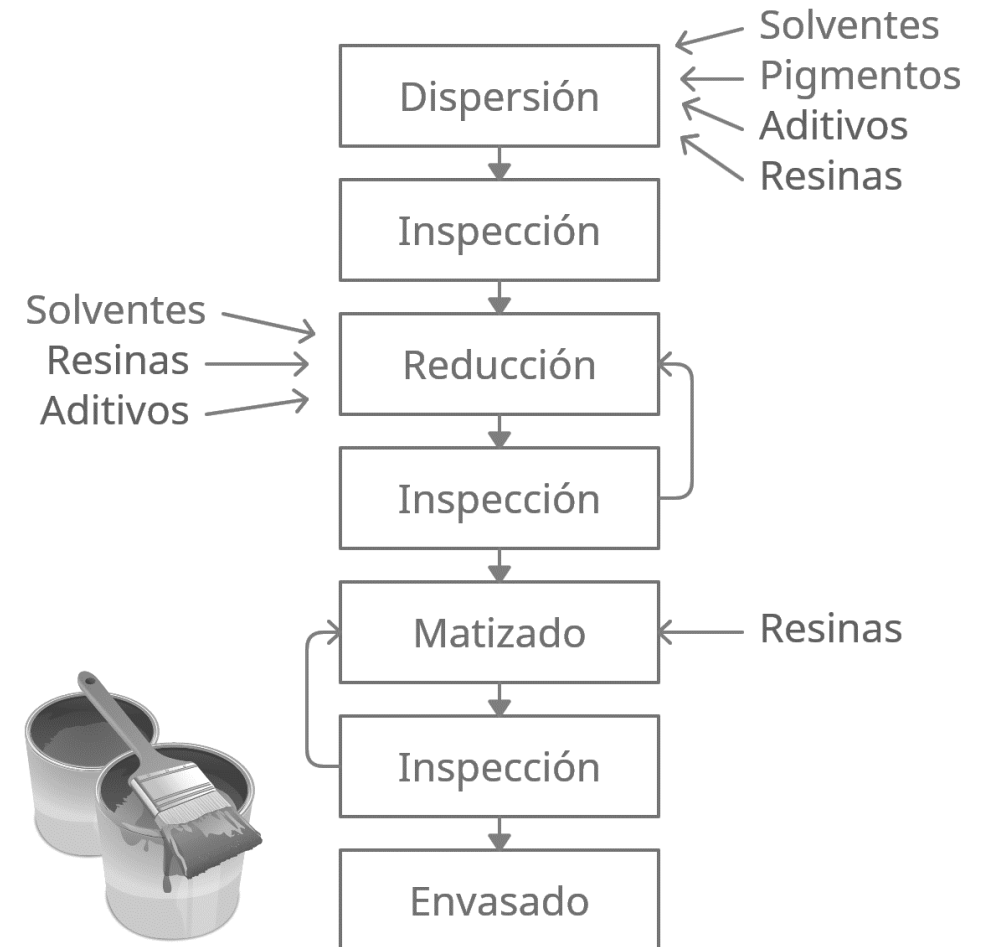 Solventes
Dispersión
Pigmentos
Aditivos
Resinas
Inspección
Solventes
Resinas
Reducción
Aditivos
Inspección
Matizado
Resinas
Inspección
Envasado